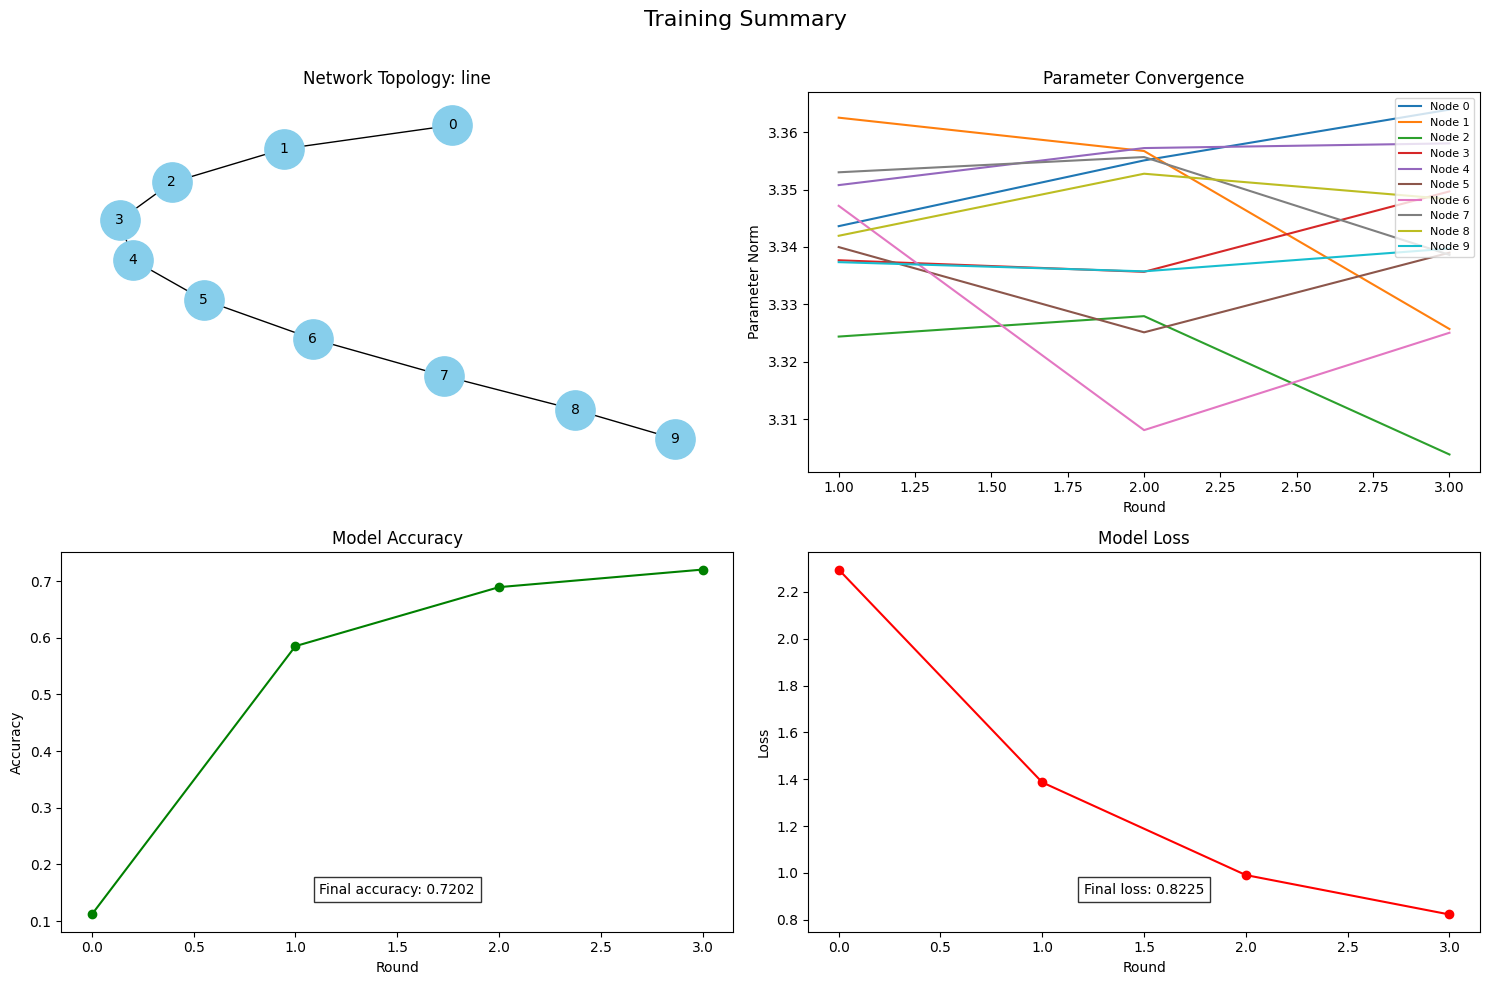 Training Summary
Network Topology: line
0
1
2
3
4
5
6
7
8
9
Parameter Convergence
Parameter Norm
3.36
3.35
3.34
3.33
3.32
3.31
Node 0
Node 1
Node 2
Node 3
Node 4
Node 5
Node 6
Node 7
Node 8
Node 9
1.00 1.25 1.50 1.75 2.00 2.25 2.50 2.75 3.00
Round
Model Accuracy
Accuracy
0.7
0.6
0.5
0.4
0.3
0.2
0.1
Final accuracy: 0.7202
0.0 0.5 1.0 1.5 2.0 2.5 3.0
Round
Model Loss
Loss
2.2
2.0
1.8
1.6
1.4
1.2
1.0
0.8
Final loss: 0.8225
0.0 0.5 1.0 1.5 2.0 2.5 3.0
Round